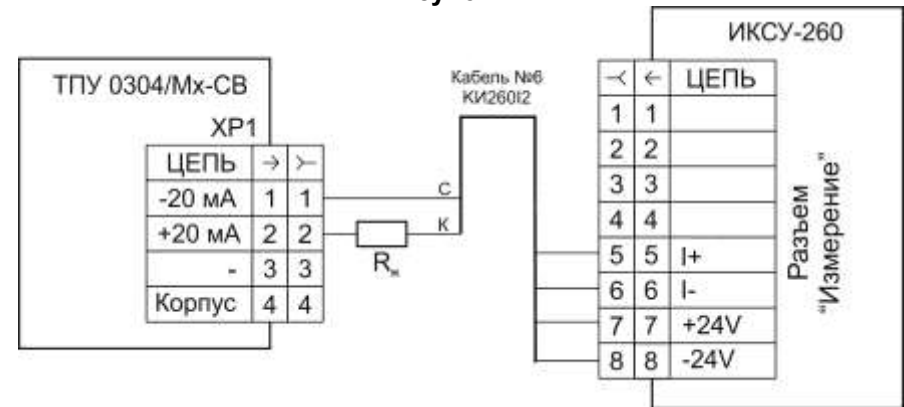 ИКСУ-260
ТПУ 0304/Мх-СВ
ХР1
ЦЕПЬ
-20 мА 1 1
+20 мА 2 2
- 3 3
Корпус 4 4
С
К
Rн
Кабель №6
КИ260I2
ЦЕПЬ
1 1
2 2
3 3
4 4
5 5 I+
6 6 I-
7 7 +24V
8 8 -24V
Разъем
“Измерение”